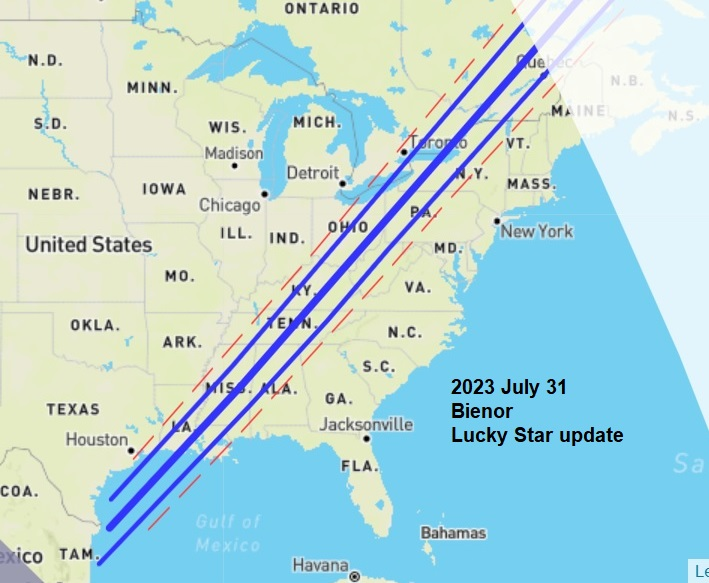 ONTARIO
N.D.
MINN.
Quebec
N.B.
S.D.
WIS.
MICH.
MAINE
N.S.
Madison
Toronto
VT.
Detroit
N.Y.
MASS.
NEBR.
IOWA
Chicago
PA.
ILL.
IND.
OHIO
New York
United States
MD.
MO.
KY.
VA.
OKLA.
ARK.
TENN.
N.C.
S.C.
MISS.
ALA.
GA.
2023 July 31
Bienor
Lucky Star update
TEXAS
LA.
Jacksonville
Houston
FLA.
Sa
COA.
Gulf of
Mexico
Bahamas
exico
TAM.
Havana
Le